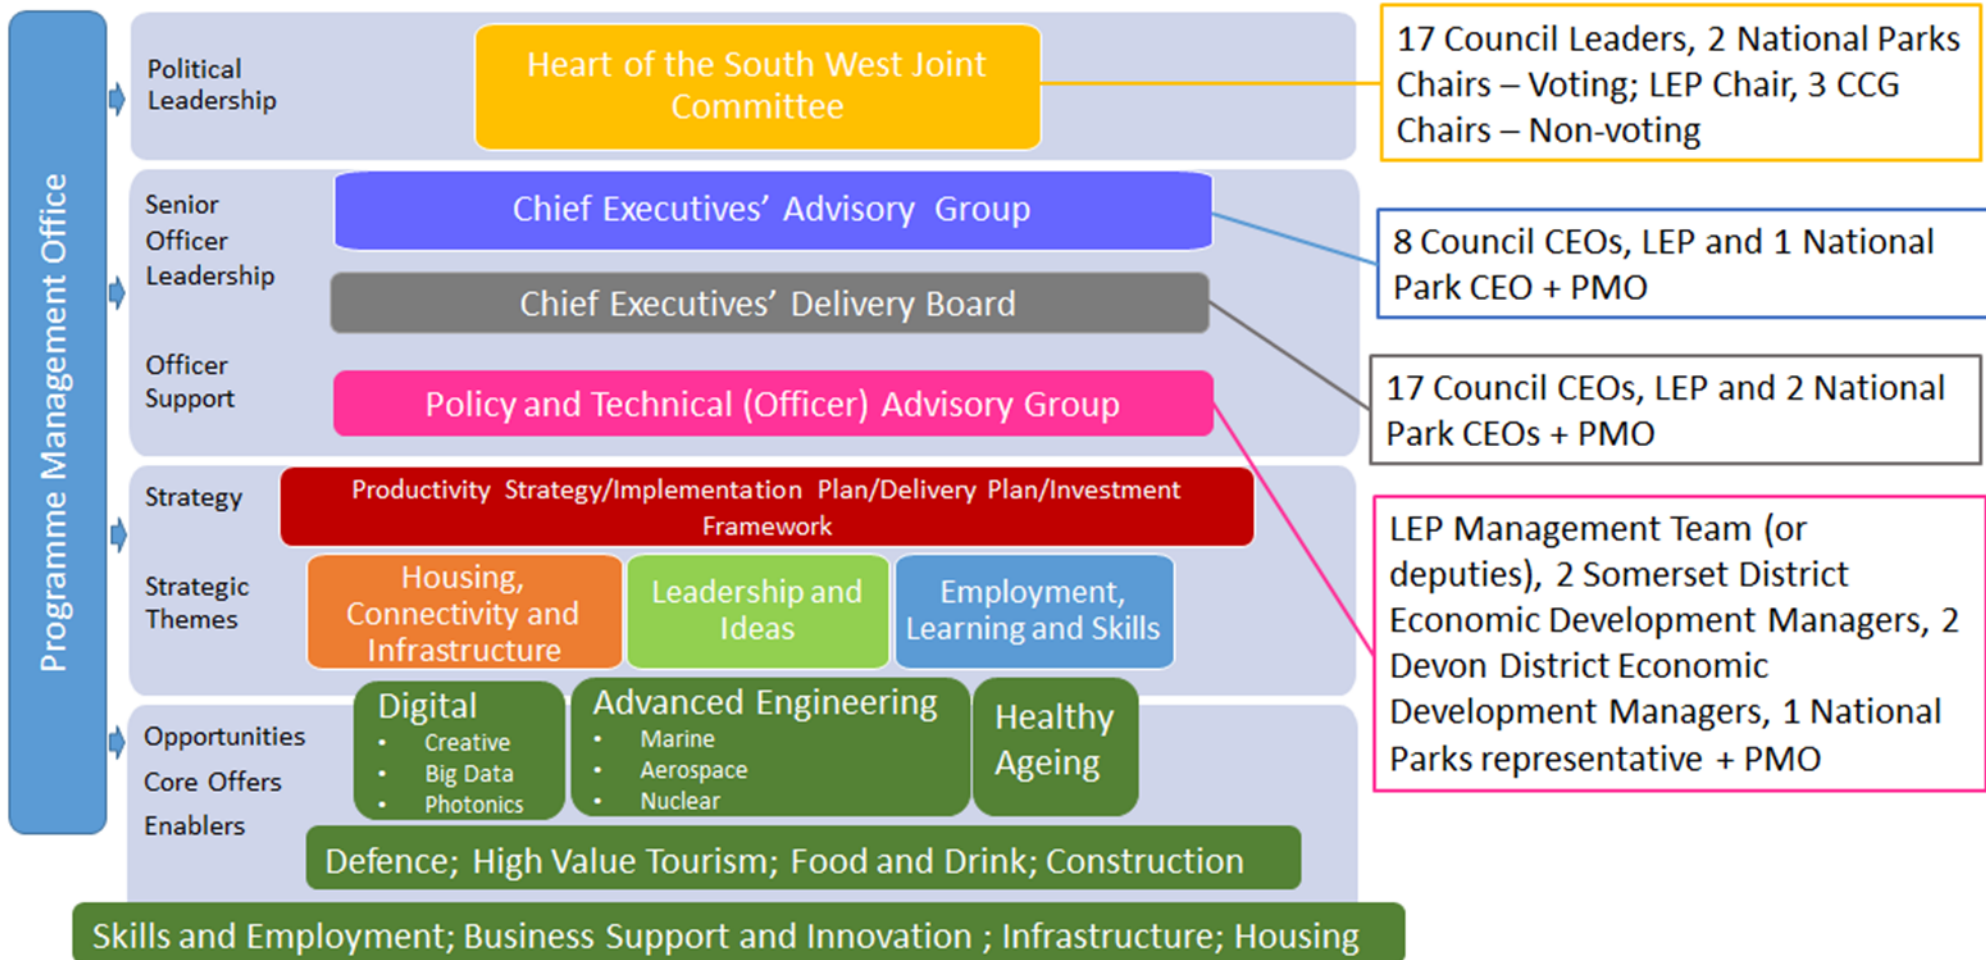 Programme Management Office
Political
Leadership
Heart of the South West Joint
Committee
17 Council Leaders, 2 National Parks
Chairs – Voting; LEP Chair, 3 CCG
Chairs – Non-voting
Senior
Officer
Leadership
Chief Executives’ Advisory Group
8 Council CEOs, LEP and 1 National
Park CEO + PMO
Chief Executives’ Delivery Board
17 Council CEOs, LEP and 2 National
Park CEOs + PMO
Officer
Support
Policy and Technical (Officer) Advisory Group
LEP Management Team (or
deputies), 2 Somerset District
Economic Development Managers, 2
Devon District Economic
Development Managers, 1 National
Parks representative + PMO
Strategy
Productivity Strategy/Implementation Plan/Delivery Plan/Investment
Framework
Strategic
Themes
Housing,
Connectivity and
Infrastructure
Leadership and
Ideas
Employment,
Learning and Skills
Opportunities
Core Offers
Enablers
Digital
• Creative
• Big Data
• Photonics
Advanced Engineering
• Marine
• Aerospace
• Nuclear
Healthy
Ageing
Defence; High Value Tourism; Food and Drink; Construction
Skills and Employment; Business Support and Innovation ; Infrastructure; Housing